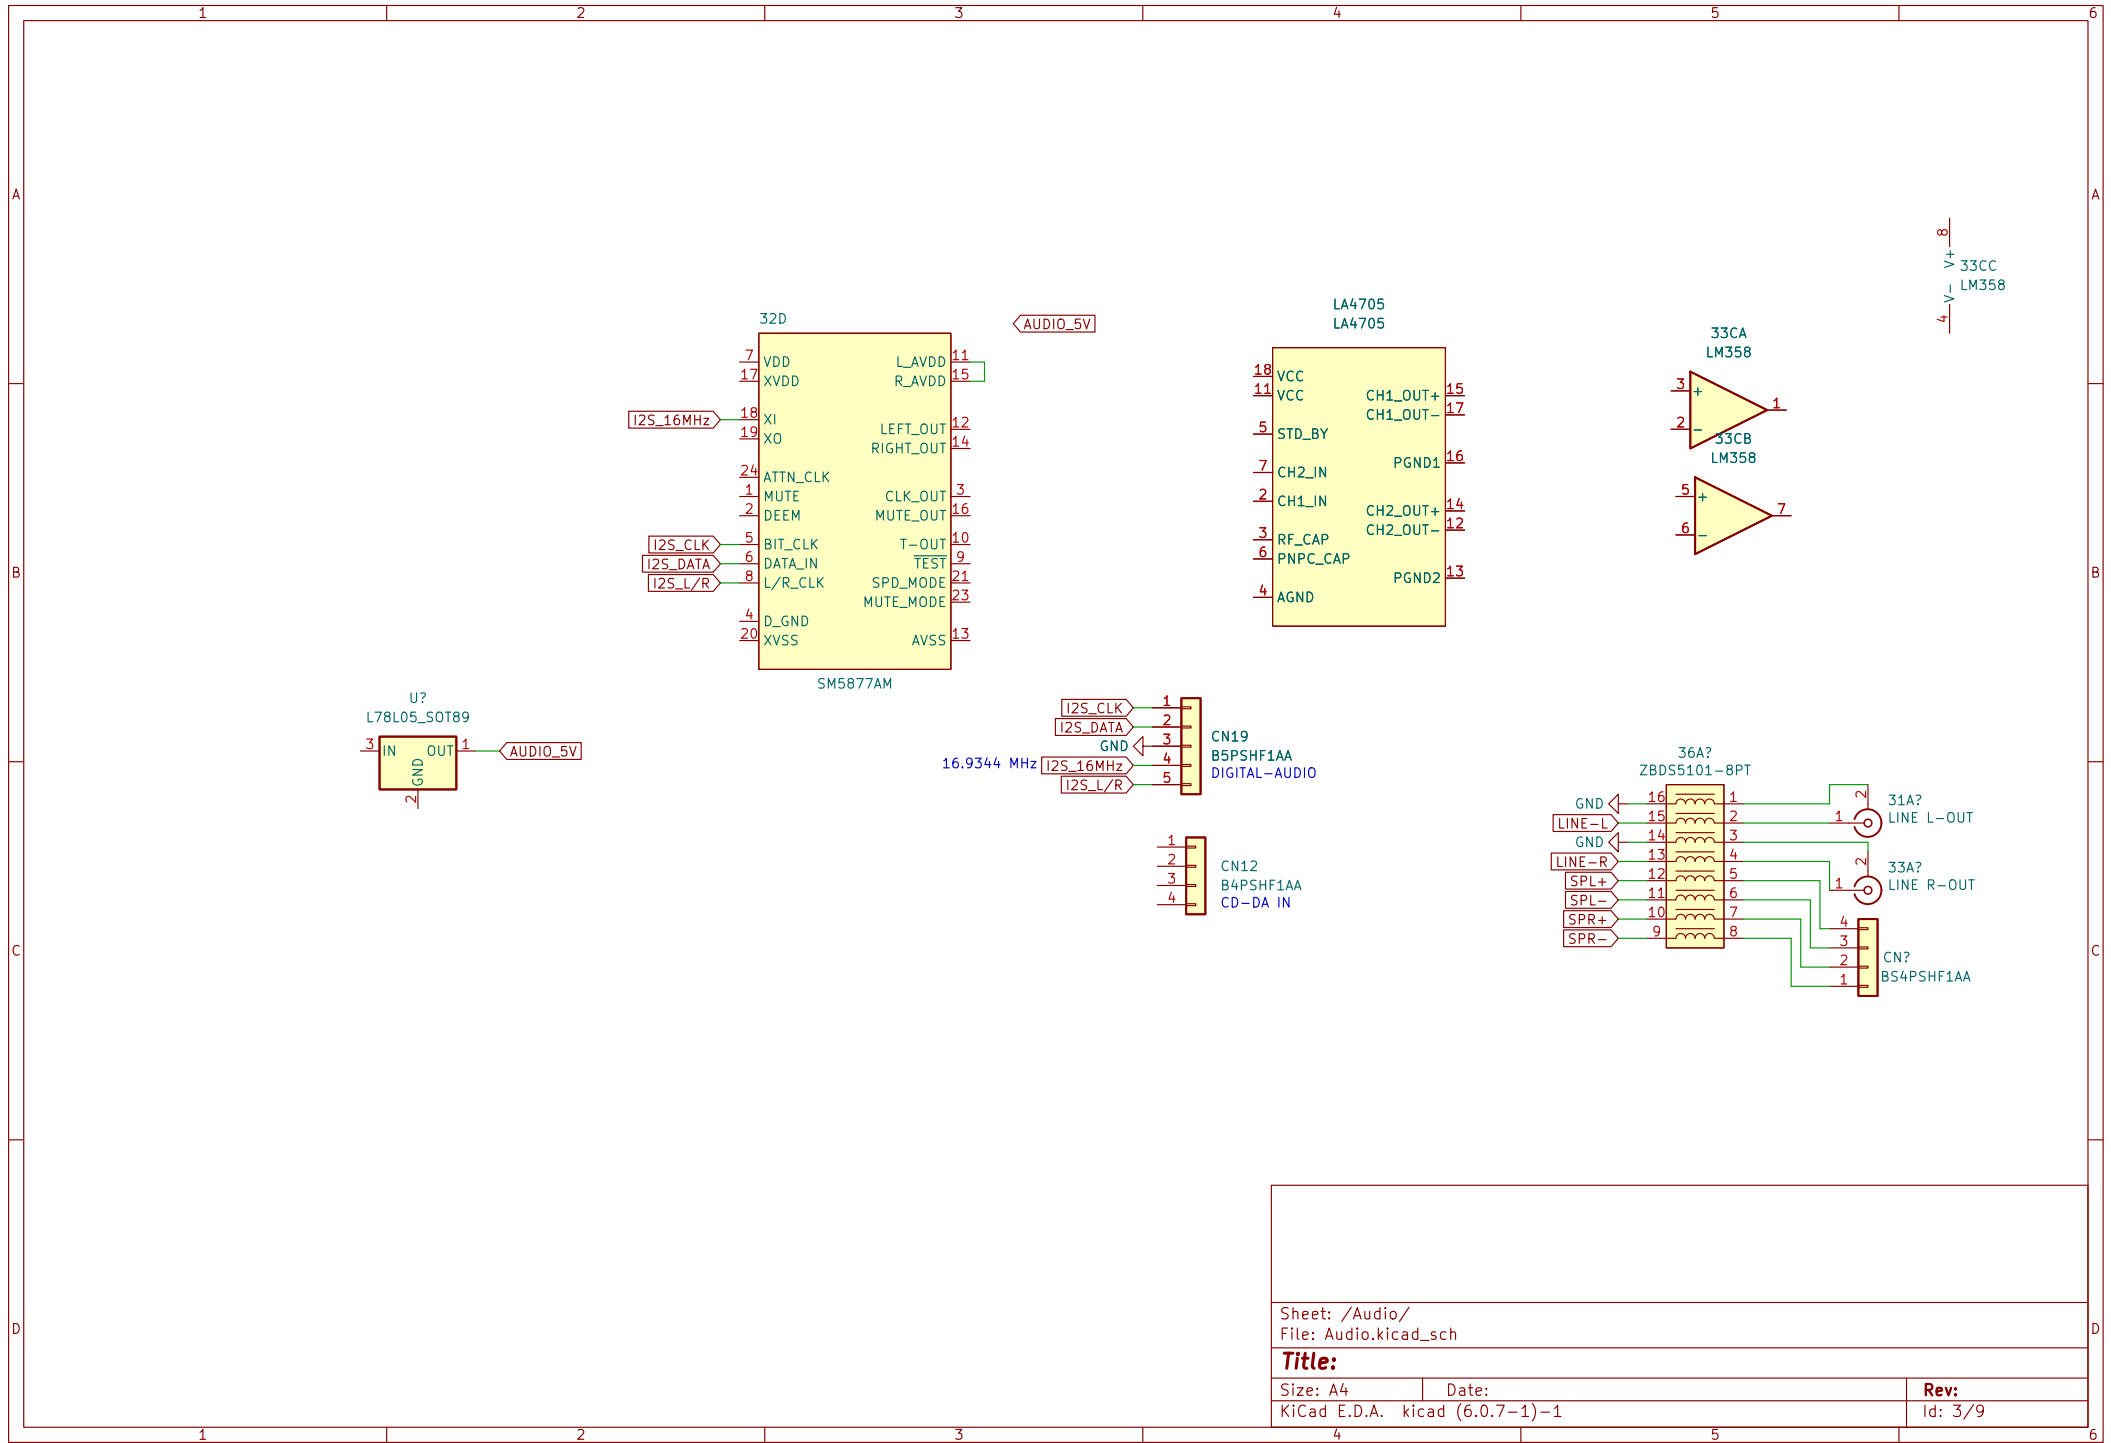 1 2 3 4 5 6
A A
B B
C C
D D
1 2 3 4 5 6
32D
7 VDD
17 XVDD
I2S_16MHz 18 XI
19 XO
24 ATTN_CLK
1 MUTE
2 DEEM
I2S_CLK 5 BIT_CLK
I2S_DATA 6 DATA_IN
I2S_L/R 8 L/R_CLK
4 D_GND
20 XVSS
L_AVDD 11
R_AVDD 15
LEFT_OUT 12
RIGHT_OUT 14
CLK_OUT 3
MUTE_OUT 16
T-OUT 10
TEST 9
SPD_MODE 21
MUTE_MODE 23
AVSS 13
SM5877AM
AUDIO_5V
LA4705
LA4705
18 VCC
11 VCC
5 STD_BY
7 CH2_IN
2 CH1_IN
3 RF_CAP
6 PNPC_CAP
4 AGND
CH1_OUT+ 15
CH1_OUT- 17
PGND1 16
CH2_OUT+ 14
CH2_OUT- 12
PGND2 13
33CA
LM358
3 +
2 -
1
33CB
LM358
5 +
6 -
7
8
V+
V-
4
33CC
LM358
U?
L78L05_SOT89
3 IN OUT 1 AUDIO_5V
GND
2
I2S_CLK 1
I2S_DATA 2
GND 3
16.9344 MHz I2S_16MHz 4
I2S_L/R 5
CN19
B5PSHF1AA
DIGITAL-AUDIO
1
2
3
4
CN12
B4PSHF1AA
CD-DA IN
36A?
ZBDS5101-8PT
GND 16 1
LINE-L 15 2
GND 14 3
LINE-R 13 4
SPL+ 12 5
SPL- 11 6
SPR+ 10 7
SPR- 9 8
2
1
31A?
LINE L-OUT
2
1
33A?
LINE R-OUT
4
3
2
1
CN?
BS4PSHF1AA
Sheet: /Audio/
File: Audio.kicad_sch
Title:
Size: A4 Date: Rev:
KiCad E.D.A. kicad (6.0.7-1)-1 Id: 3/9